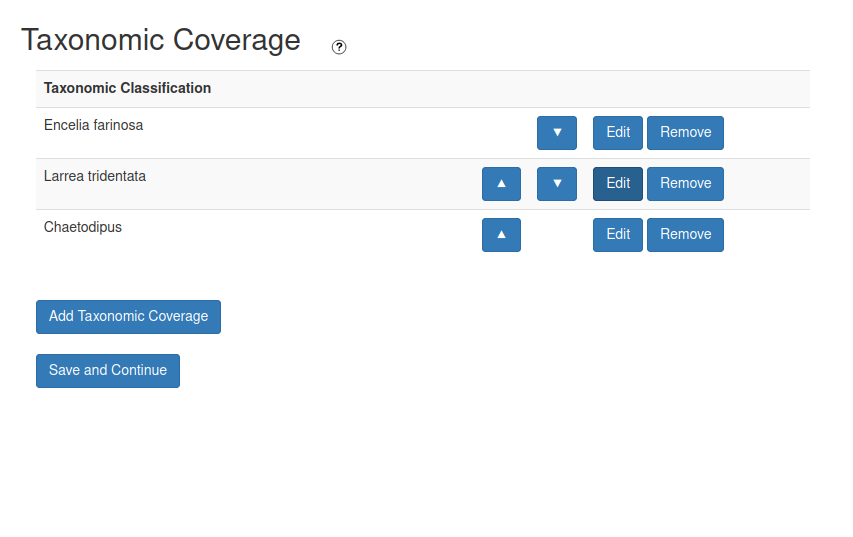 Taxonomic Coverage ?
Taxonomic Classification
Encelia farinosa ▼ Edit Remove
Larrea tridentata ▲ ▼ Edit Remove
Chaetodipus ▲ Edit Remove
Add Taxonomic Coverage
Save and Continue